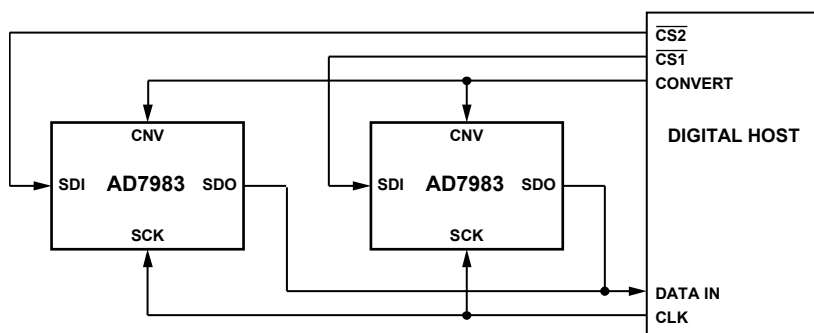 CS2
CS1
CONVERT
CNV
CNV
DIGITAL HOST
SDI AD7983 SDO
SDI AD7983 SDO
SCK
SCK
DATA IN
CLK